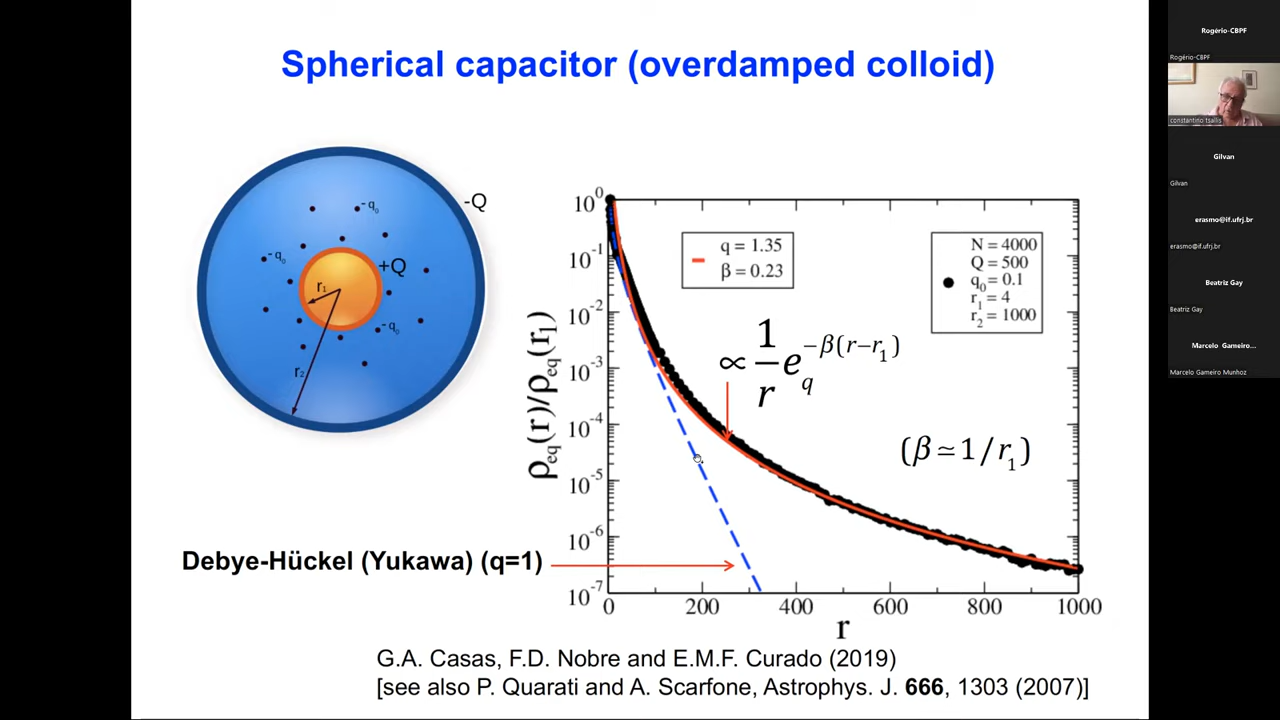 Spherical capacitor (overdamped colloid)
-Q
- q₀
- q₀
+Q
r₁
- q₀
r₂
10⁰
10⁻¹
10⁻²
10⁻³
10⁻⁴
10⁻⁵
10⁻⁶
10⁻⁷
ρeq(r)/ρeq(r₁)
q = 1.35
β = 0.23
N = 4000
Q = 500
q₀ = 0.1
r₁ = 4
r₂ = 1000
∝ 1/r e_q^{-β(r-r₁)}
(β ≃ 1/r₁)
Debye-Hückel (Yukawa) (q=1)
0 200 400 600 800 1000
r
G.A. Casas, F.D. Nobre and E.M.F. Curado (2019)
[see also P. Quarati and A. Scarfone, Astrophys. J. 666, 1303 (2007)]
Rogério-CBPF
Rogério-CBPF
constantino tsallis
Gilvan
Gilvan
erasmo@if.ufrj.br
erasmo@if.ufrj.br
Beatriz Gay
Beatriz Gay
Marcelo Gameiro...
Marcelo Gameiro Munhoz